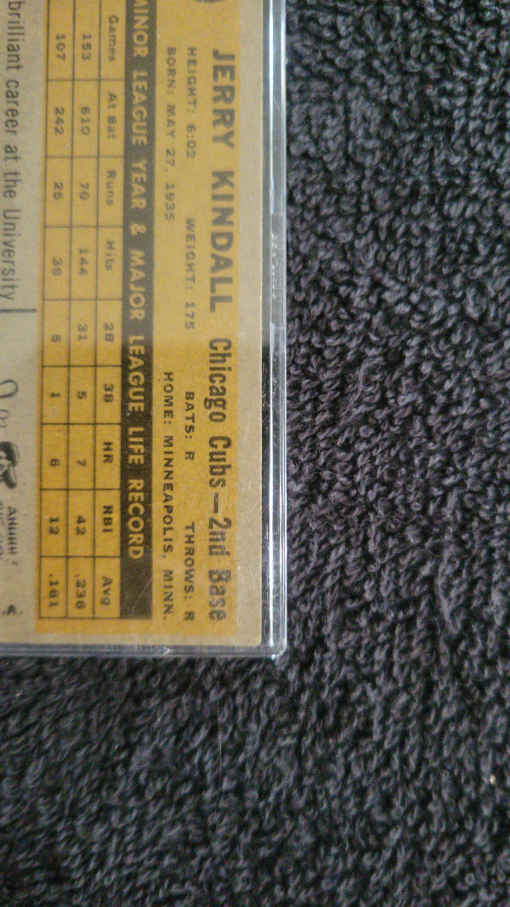 JERRY KINDALL Chicago Cubs—2nd Base
HEIGHT: 6:02 WEIGHT: 175 BATS: R THROWS: R
BORN: MAY 27, 1935 HOME: MINNEAPOLIS, MINN.
MINOR LEAGUE YEAR & MAJOR LEAGUE LIFE RECORD
Games At Bat Runs Hits 2B 3B HR RBI Avg
153 610 79 144 31 5 7 42 .236
107 242 25 39 5 1 6 12 .161
brilliant career at the University